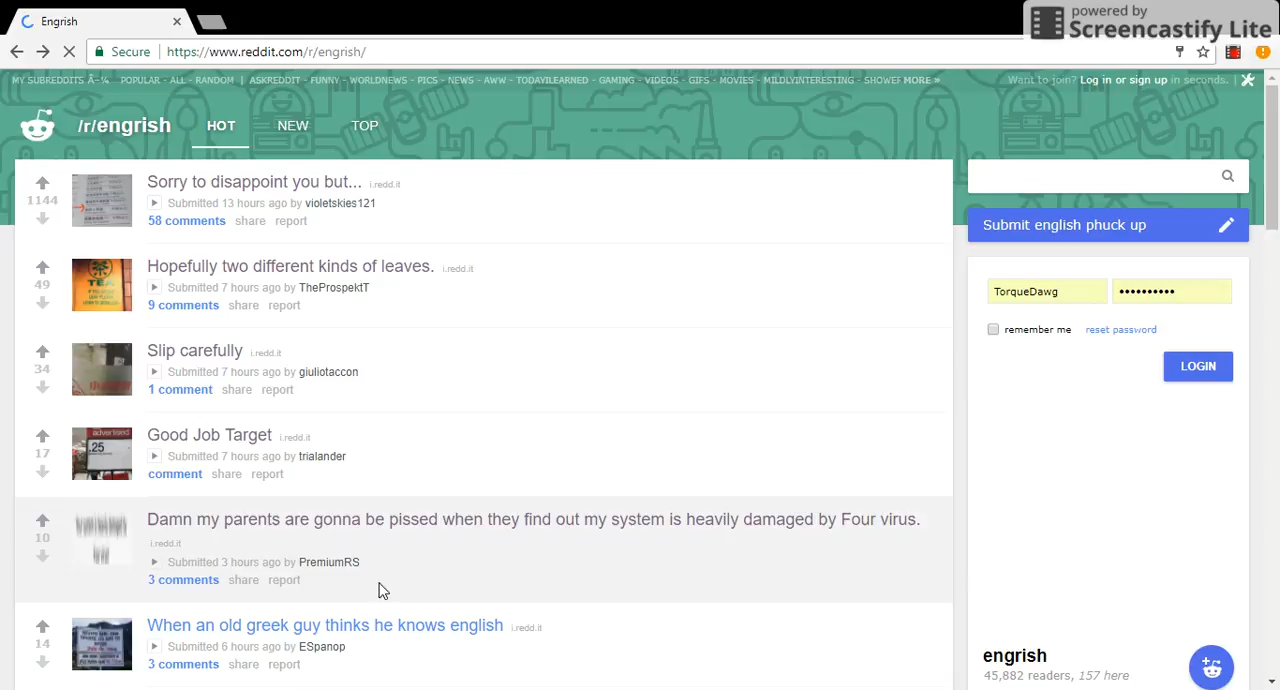 Engrish
powered by
Screencastify Lite
Secure https://www.reddit.com/r/engrish/
MY SUBREDDITS Ã–¼ POPULAR - ALL - RANDOM | ASKREDDIT - FUNNY - WORLDNEWS - PICS - NEWS - AWW - TODAYILEARNED - GAMING - VIDEOS - GIFS - MOVIES - MILDLYINTERESTING - SHOWER MORE »
Want to join? Log in or sign up in seconds. |
/r/engrish HOT NEW TOP
Sorry to disappoint you but... i.redd.it
1144
Submitted 13 hours ago by violetskies121
58 comments share report
Submit english phuck up
Hopefully two different kinds of leaves. i.redd.it
49
TEA
Submitted 7 hours ago by TheProspektT
9 comments share report
TorqueDawg ••••••••••
remember me reset password
LOGIN
Slip carefully i.redd.it
34
Submitted 7 hours ago by giuliotaccon
1 comment share report
Good Job Target i.redd.it
17
advertised
.25
Submitted 7 hours ago by trialander
comment share report
Damn my parents are gonna be pissed when they find out my system is heavily damaged by Four virus.
i.redd.it
10
Submitted 3 hours ago by PremiumRS
3 comments share report
When an old greek guy thinks he knows english i.redd.it
14
Submitted 6 hours ago by ESpanop
3 comments share report
engrish
45,882 readers, 157 here